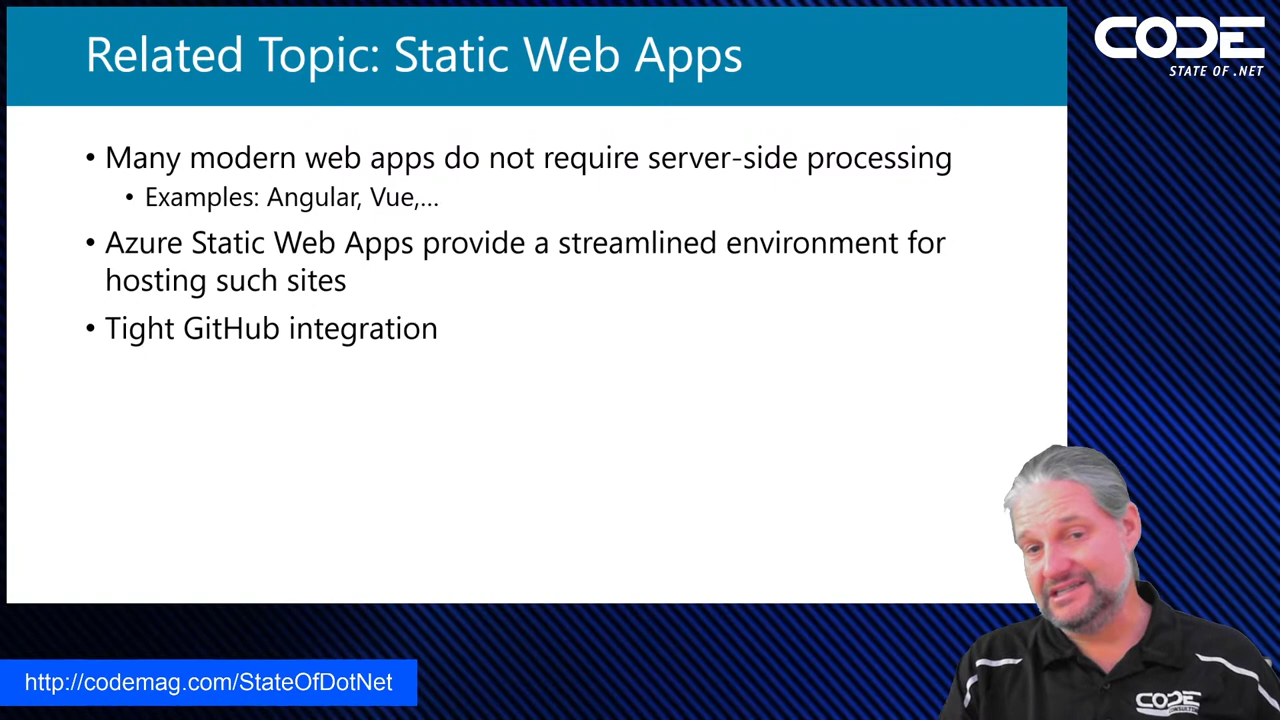 Related Topic: Static Web Apps
CODE
STATE OF .NET
• Many modern web apps do not require server-side processing
• Examples: Angular, Vue,...
• Azure Static Web Apps provide a streamlined environment for
hosting such sites
• Tight GitHub integration
http://codemag.com/StateOfDotNet
CODE
CONSULTING